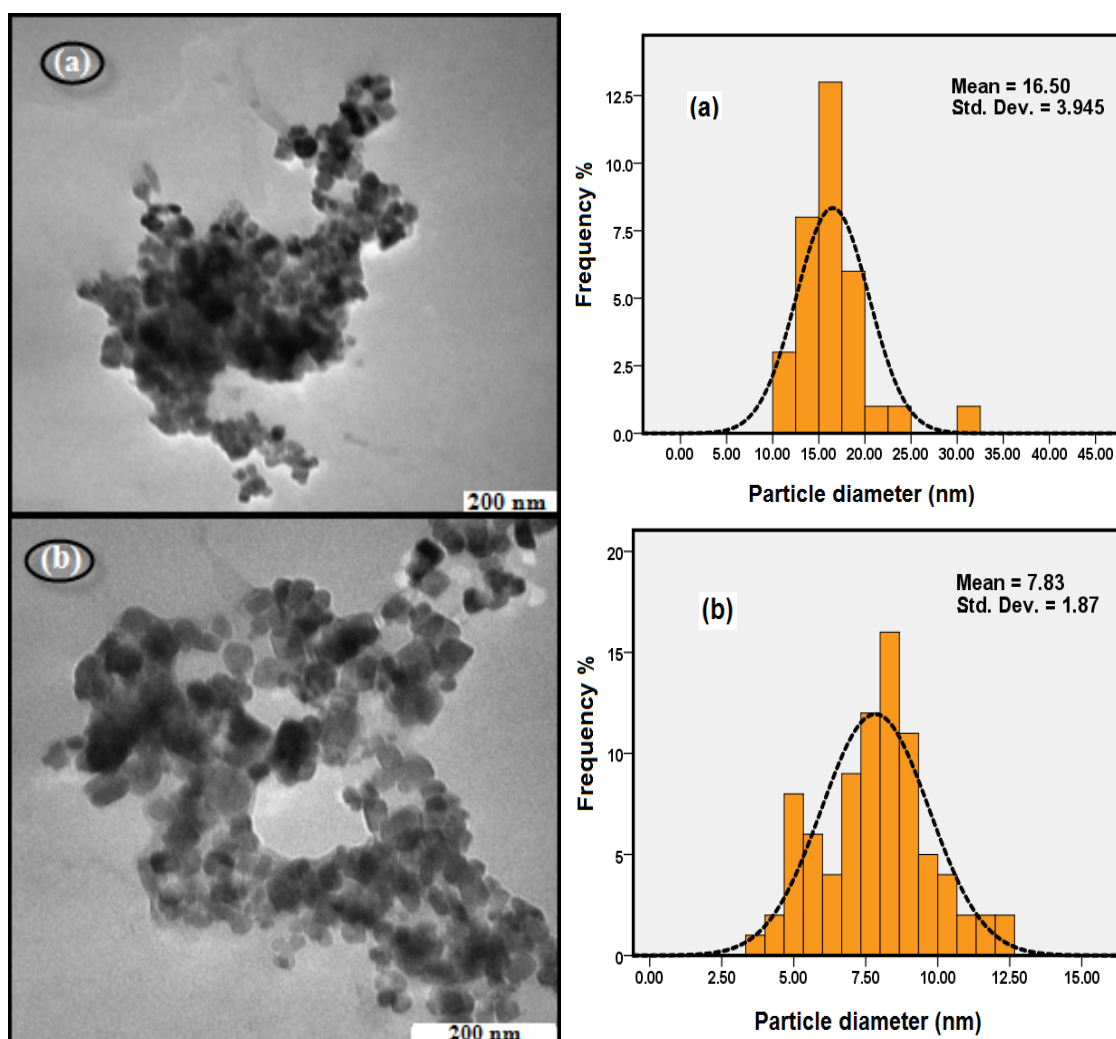 (a)
200 nm
(b)
200 nm
Mean = 16.50
Std. Dev. = 3.945
(a)
Frequency %
12.5
10.0
7.5
5.0
2.5
0.0
0.00 5.00 10.00 15.00 20.00 25.00 30.00 35.00 40.00 45.00
Particle diameter (nm)
Mean = 7.83
Std. Dev. = 1.87
(b)
Frequency %
20
15
10
5
0
0.00 2.50 5.00 7.50 10.00 12.50 15.00
Particle diameter (nm)